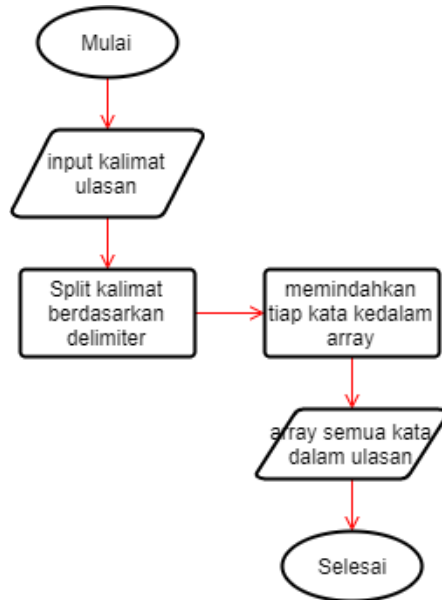 Mulai
input kalimat
ulasan
Split kalimat
berdasarkan
delimiter
memindahkan
tiap kata kedalam
array
array semua kata
dalam ulasan
Selesai